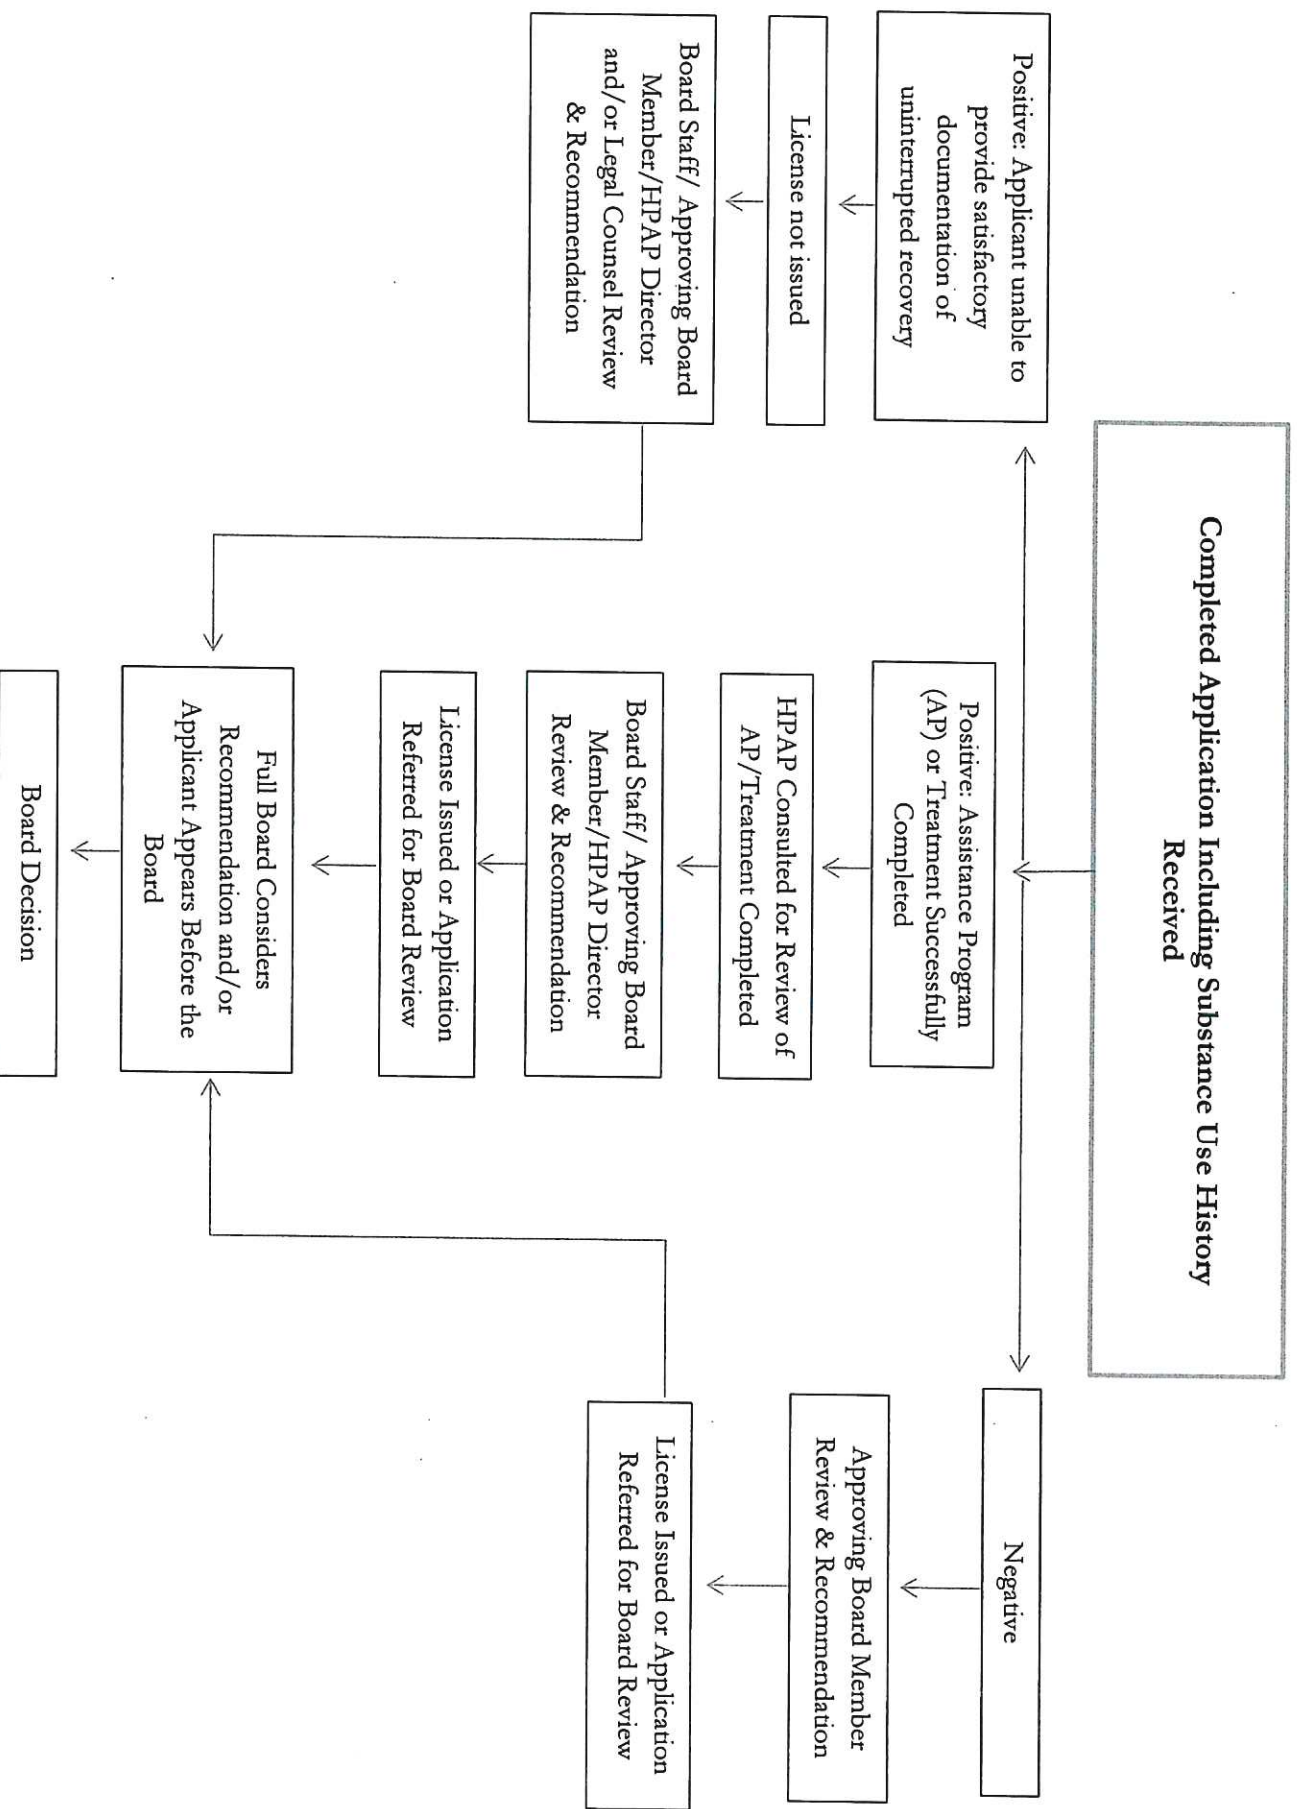 Completed Application Including Substance Use History
Received
Positive: Applicant unable to
provide satisfactory
documentation of
uninterrupted recovery
License not issued
Board Staff/ Approving Board
Member/HPAP Director
and/or Legal Counsel Review
& Recommendation
Positive: Assistance Program
(AP) or Treatment Successfully
Completed
HPAP Consulted for Review of
AP/Treatment Completed
Board Staff/ Approving Board
Member/HPAP Director
Review & Recommendation
License Issued or Application
Referred for Board Review
Full Board Considers
Recommendation and/or
Applicant Appears Before the
Board
Board Decision
Negative
Approving Board Member
Review & Recommendation
License Issued or Application
Referred for Board Review